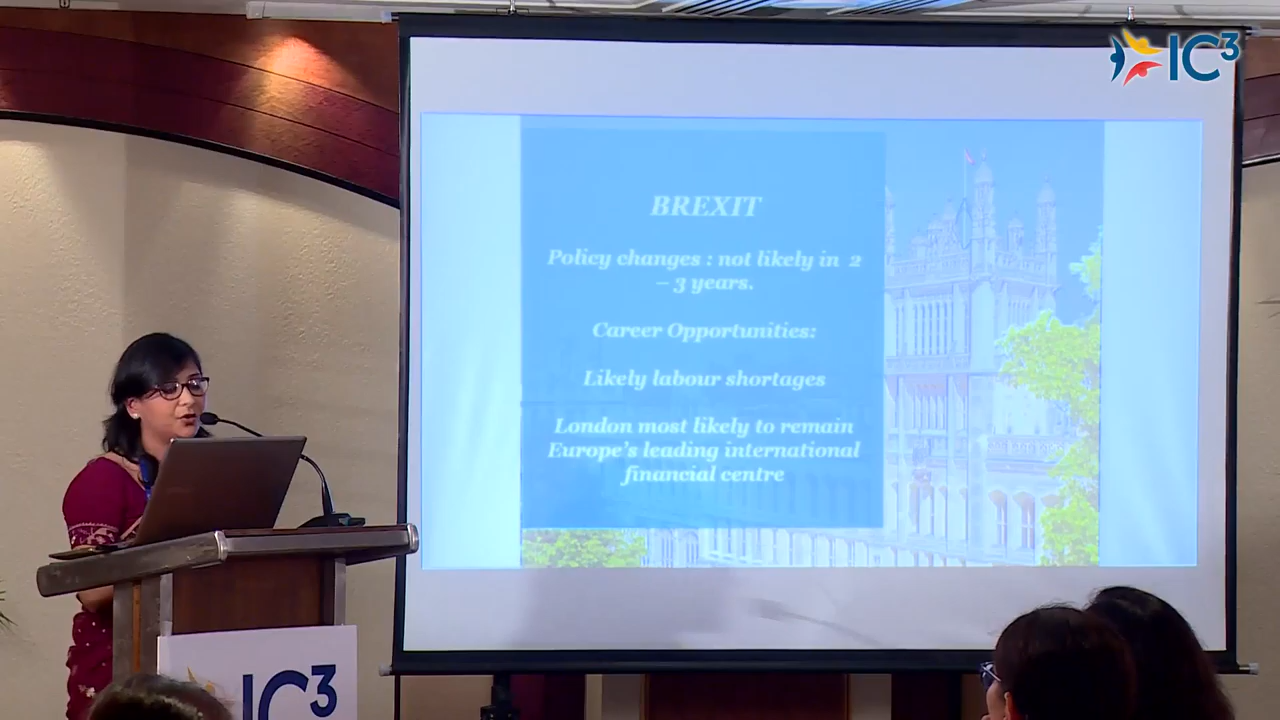 IC3
BREXIT
Policy changes : not likely in 2
– 3 years.
Career Opportunities:
Likely labour shortages
London most likely to remain
Europe's leading international
financial centre
IC3